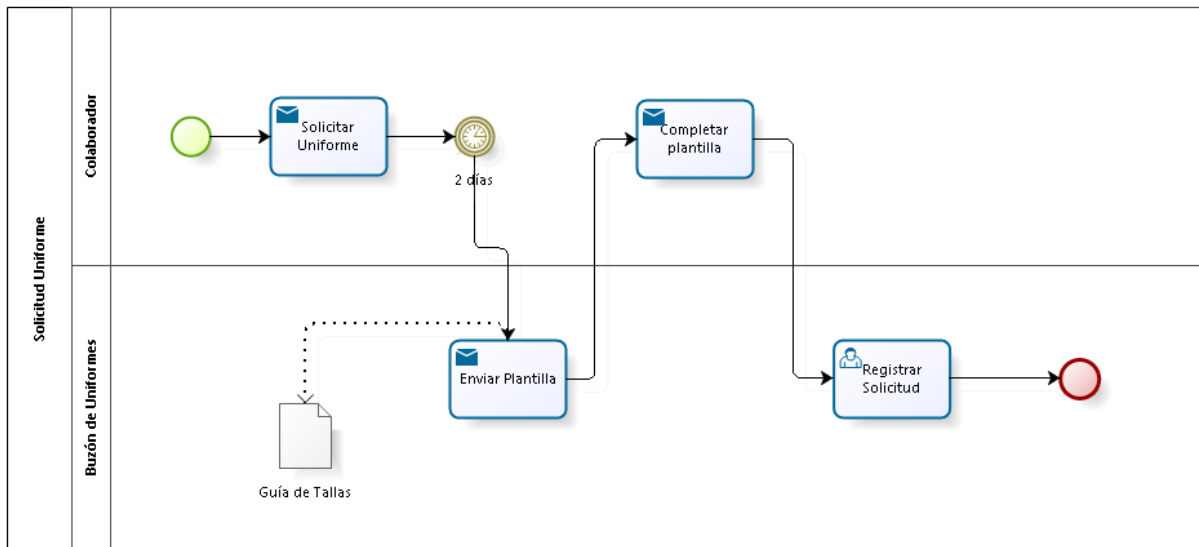 Solicitud Uniforme
Colaborador
Solicitar
Uniforme
2 días
Completar
plantilla
Buzón de Uniformes
Enviar Plantilla
Registrar
Solicitud
Guía de Tallas